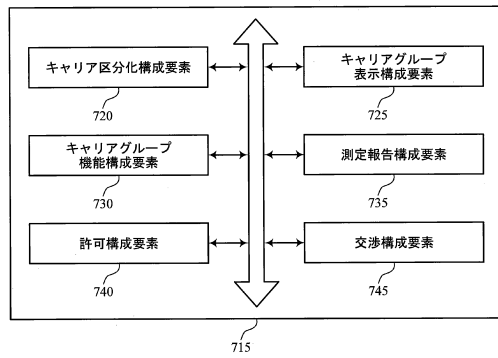 キャリア区分化構成要素
720
キャリアグループ
表示構成要素
725
キャリアグループ
機能構成要素
730
測定報告構成要素
735
許可構成要素
740
交渉構成要素
745
715